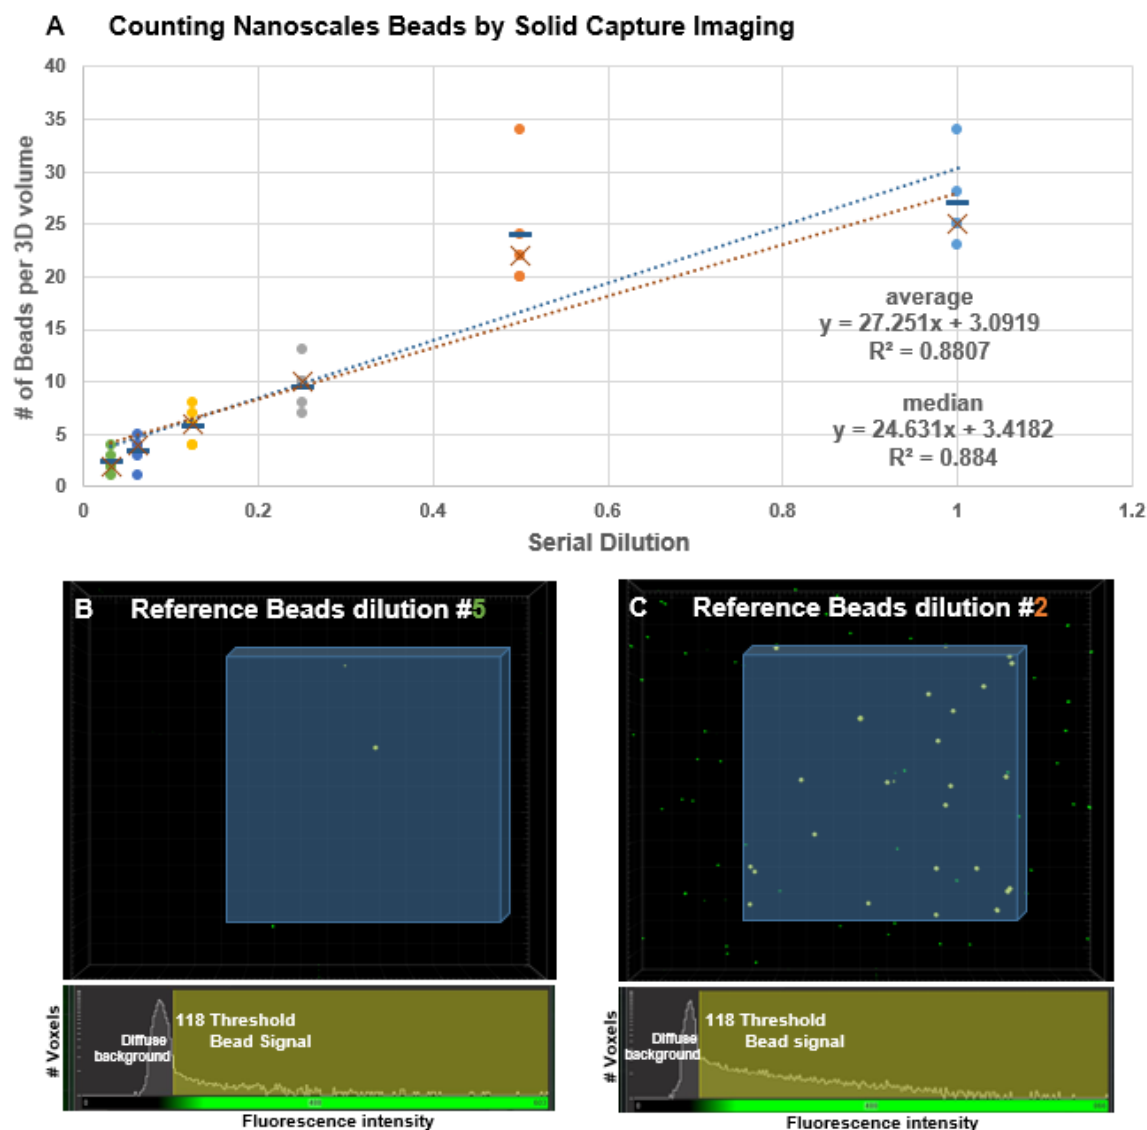 A Counting Nanoscales Beads by Solid Capture Imaging
40
35
30
25
20
15
10
5
0
# of Beads per 3D volume
average
y = 27.251x + 3.0919
R² = 0.8807
median
y = 24.631x + 3.4182
R² = 0.884
0 0.2 0.4 0.6 0.8 1 1.2
Serial Dilution
B Reference Beads dilution #5
# Voxels
Diffuse
background
118 Threshold
Bead Signal
0
603
Fluorescence intensity
C Reference Beads dilution #2
# Voxels
Diffuse
background
118 Threshold
Bead signal
0
Fluorescence intensity